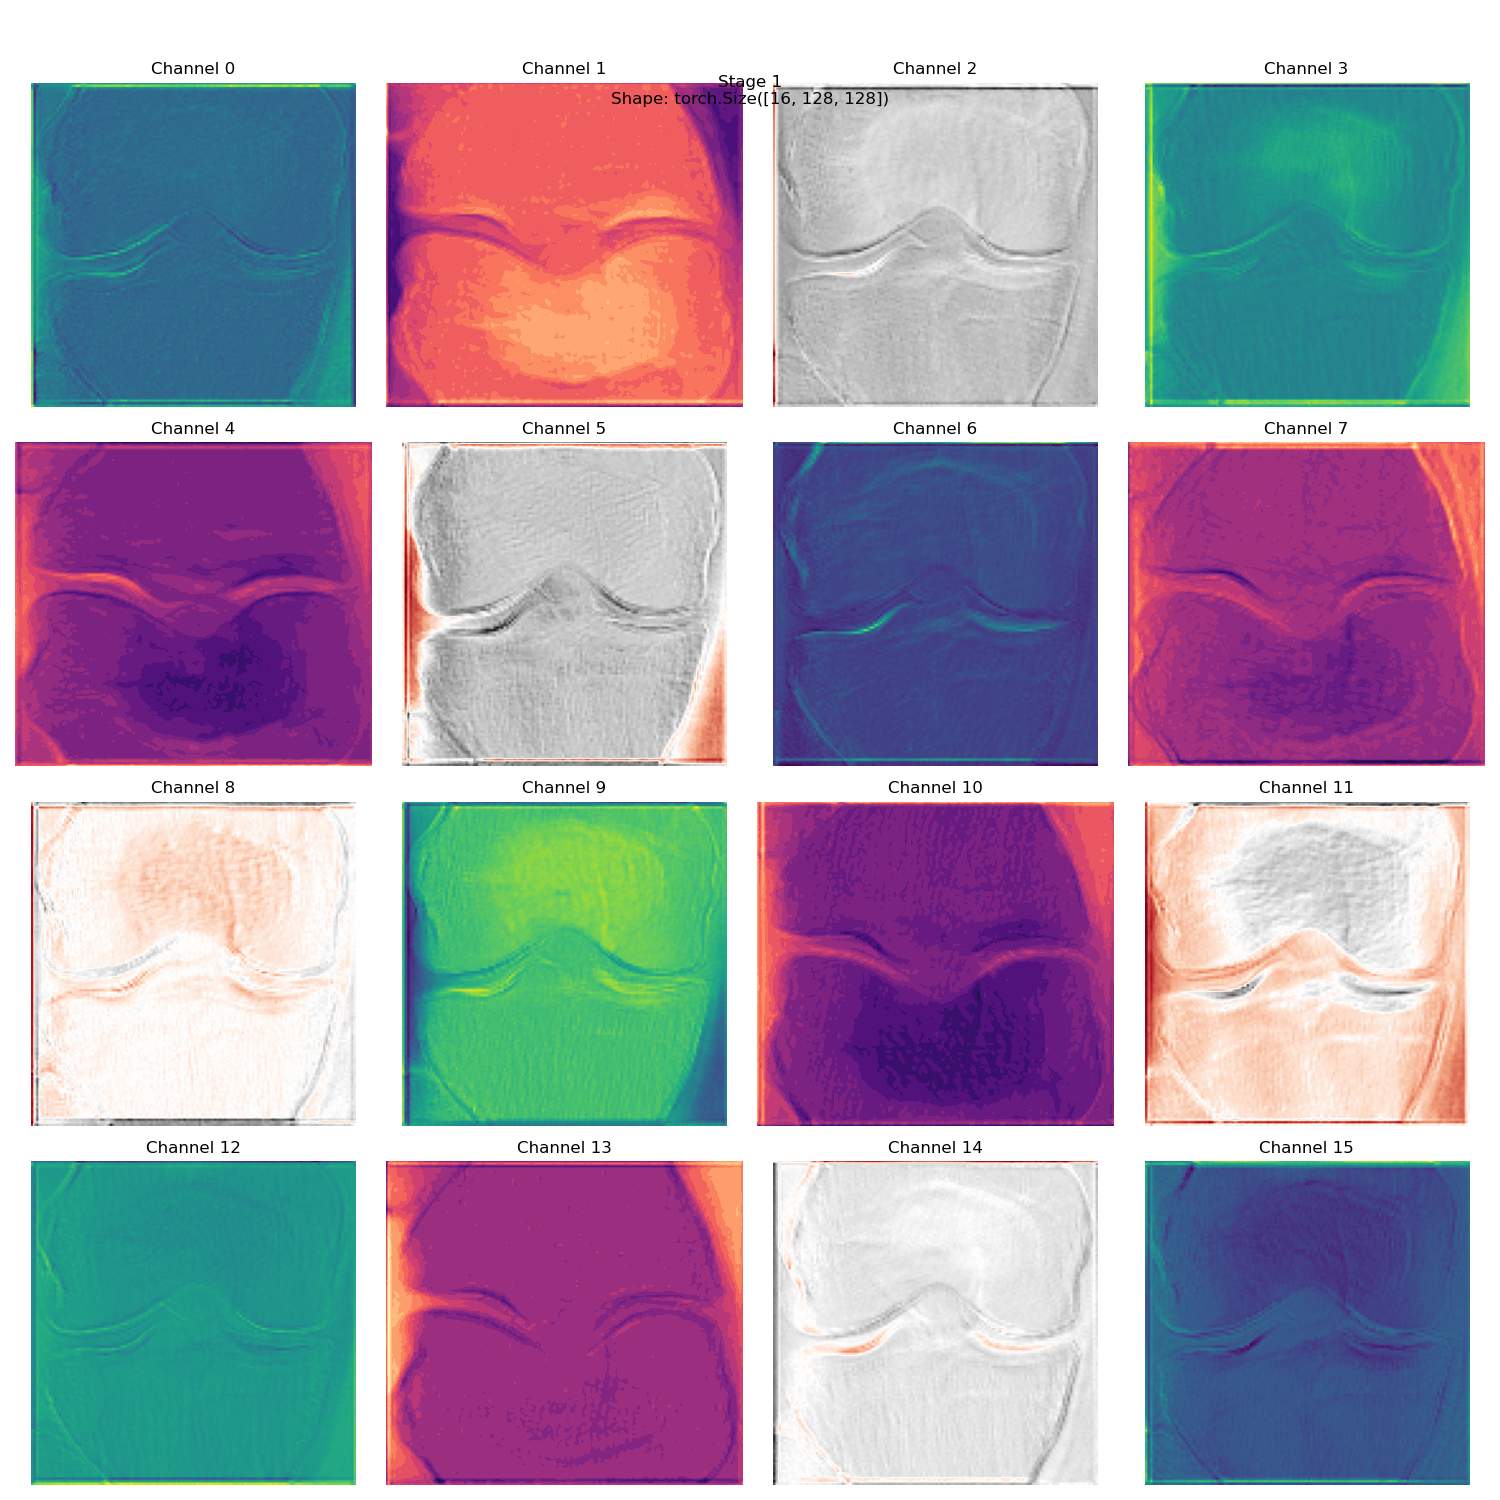 Stage 1
Shape: torch.Size([16, 128, 128])
Channel 0
Channel 1
Channel 2
Channel 3
Channel 4
Channel 5
Channel 6
Channel 7
Channel 8
Channel 9
Channel 10
Channel 11
Channel 12
Channel 13
Channel 14
Channel 15